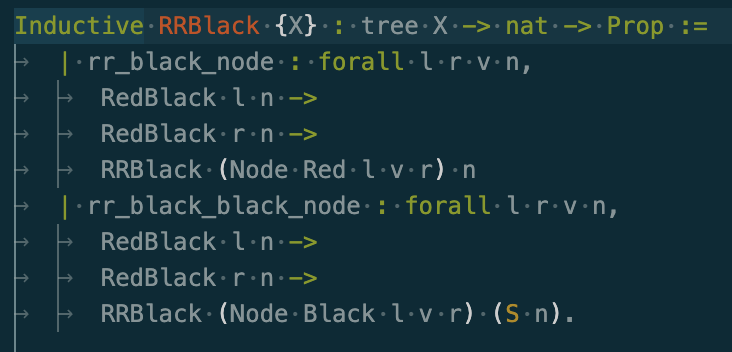 Inductive RRBlack {X} : tree X -> nat -> Prop :=
| rr_black_node : forall l r v n,
RedBlack l n ->
RedBlack r n ->
RRBlack (Node Red l v r) n
| rr_black_black_node : forall l r v n,
RedBlack l n ->
RedBlack r n ->
RRBlack (Node Black l v r) (S n).